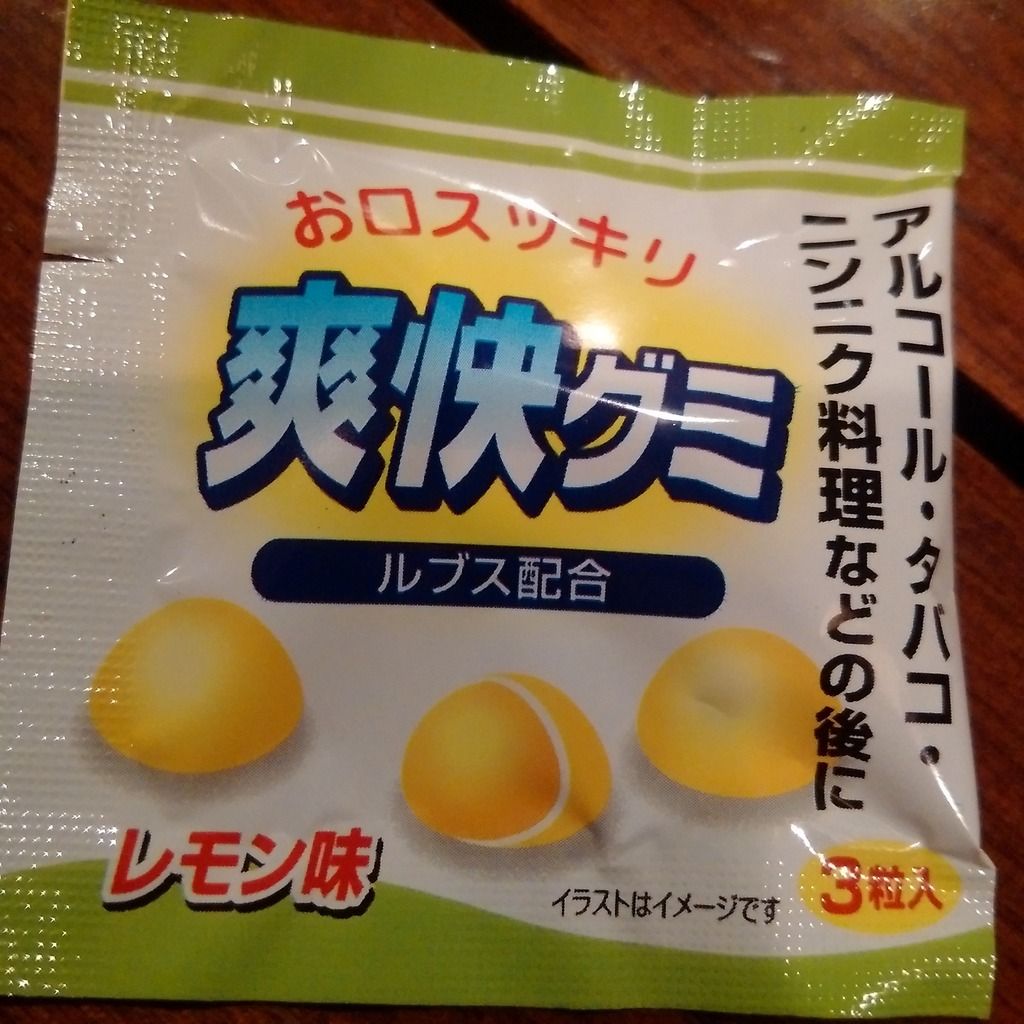 お口スッキリ
爽快グミ
ルブス配合
アルコール・タバコ・
ニンニク料理などの後に
レモン味
イラストはイメージです
3粒入